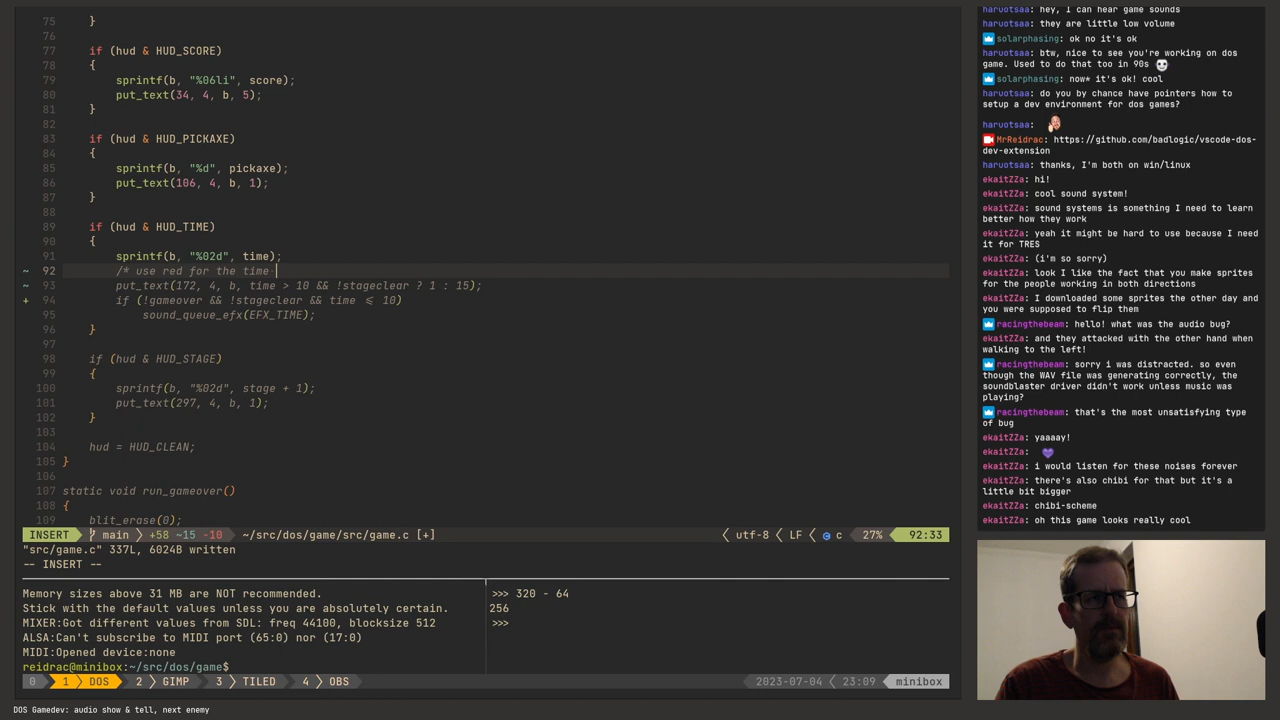 75     }
76
77     if (hud & HUD_SCORE)
78     {
79         sprintf(b, "%06li", score);
80         put_text(34, 4, b, 5);
81     }
82
83     if (hud & HUD_PICKAXE)
84     {
85         sprintf(b, "%d", pickaxe);
86         put_text(106, 4, b, 1);
87     }
88
89     if (hud & HUD_TIME)
90     {
91         sprintf(b, "%02d", time);
~ 92         /* use red for the time
~ 93         put_text(172, 4, b, time > 10 && !stageclear ? 1 : 15);
+ 94         if (!gameover && !stageclear && time <= 10)
95             sound_queue_efx(EFX_TIME);
96     }
97
98     if (hud & HUD_STAGE)
99     {
100         sprintf(b, "%02d", stage + 1);
101         put_text(297, 4, b, 1);
102     }
103
104     hud = HUD_CLEAN;
105 }
106
107 static void run_gameover()
108 {
109     blit_erase(0);
INSERT main +58 ~15 -10 ~/src/dos/game/src/game.c [+] utf-8 LF c 27% 92:33
"src/game.c" 337L, 6024B written
-- INSERT --
Memory sizes above 31 MB are NOT recommended.
Stick with the default values unless you are absolutely certain.
MIXER:Got different values from SDL: freq 44100, blocksize 512
ALSA:Can't subscribe to MIDI port (65:0) nor (17:0)
MIDI:Opened device:none
reidrac@minibox:~/src/dos/game$
>>> 320 - 64
256
>>>
0 1 DOS 2 GIMP 3 TILED 4 OBS 2023-07-04 23:09 minibox
DOS Gamedev: audio show & tell, next enemy
haruotsaa: hey, I can hear game sounds
haruotsaa: they are little low volume
solarphasing: ok no it's ok
haruotsaa: btw, nice to see you're working on dos
game. Used to do that too in 90s
solarphasing: now* it's ok! cool
haruotsaa: do you by chance have pointers how to
setup a dev environment for dos games?
haruotsaa:
MrReidrac: https://github.com/badlogic/vscode-dos-
dev-extension
haruotsaa: thanks, I'm both on win/linux
ekaitZZa: hi!
ekaitZZa: cool sound system!
ekaitZZa: sound systems is something I need to learn
better how they work
ekaitZZa: yeah it might be hard to use because I need
it for TRES
ekaitZZa: (i'm so sorry)
ekaitZZa: look I like the fact that you make sprites
for the people working in both directions
ekaitZZa: I downloaded some sprites the other day and
you were supposed to flip them
racingthebeam: hello! what was the audio bug?
ekaitZZa: and they attacked with the other hand when
walking to the left!
racingthebeam: sorry i was distracted. so even
though the WAV file was generating correctly, the
soundblaster driver didn't work unless music was
playing?
racingthebeam: that's the most unsatisfying type
of bug
ekaitZZa: yaaaay!
ekaitZZa:
ekaitZZa: i would listen for these noises forever
ekaitZZa: there's also chibi for that but it's a
little bit bigger
ekaitZZa: chibi-scheme
ekaitZZa: oh this game looks really cool